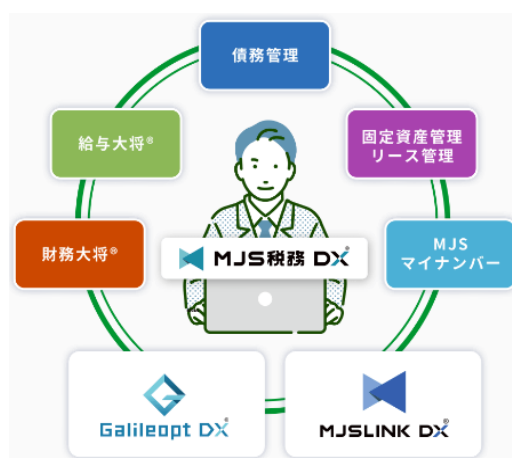 債務管理
給与大将®
固定資産管理
リース管理
財務大将®
MJS税務 DX®
MJS
マイナンバー
Galileopt DX®
MJSLINK DX®